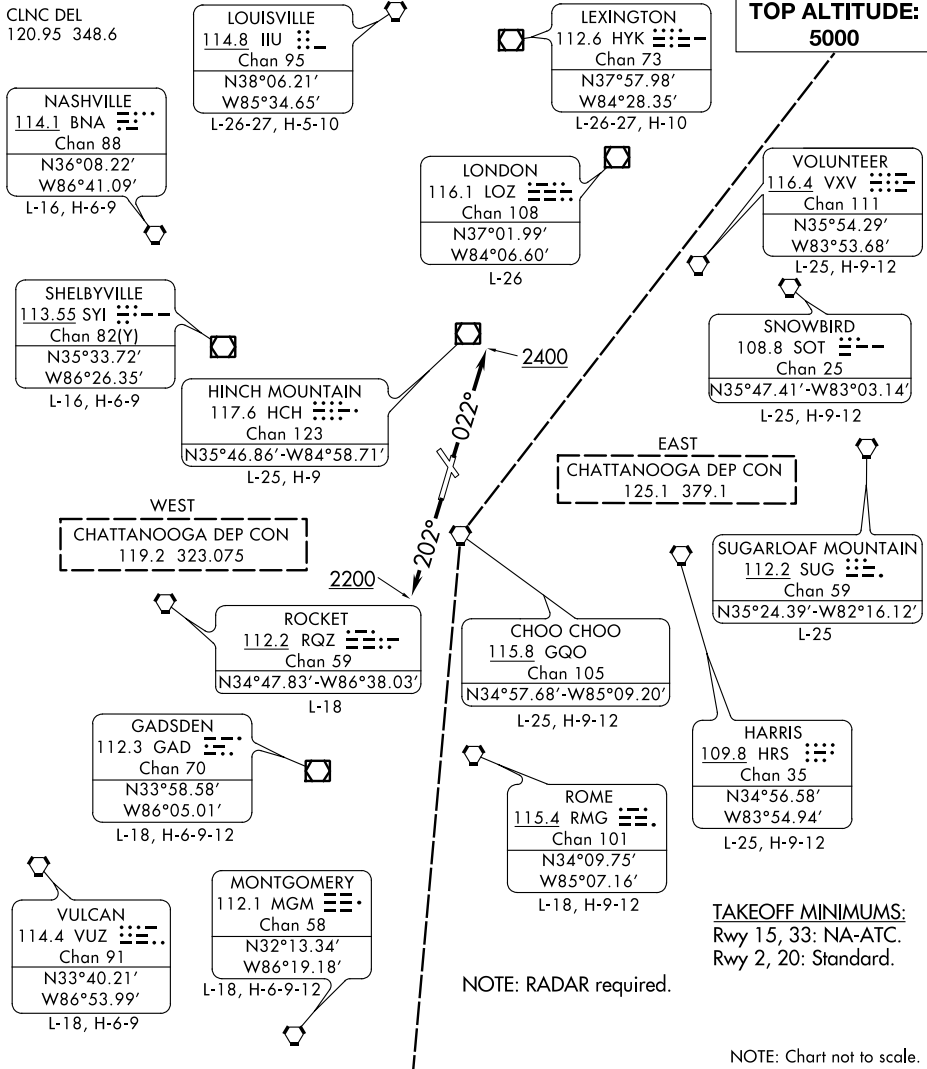 CLNC DEL
120.95 348.6
LOUISVILLE
114.8 IIU
Chan 95
N38°06.21′
W85°34.65′
L-26-27, H-5-10
LEXINGTON
112.6 HYK
Chan 73
N37°57.98′
W84°28.35′
L-26-27, H-10
TOP ALTITUDE:
5000
NASHVILLE
114.1 BNA
Chan 88
N36°08.22′
W86°41.09′
L-16, H-6-9
LONDON
116.1 LOZ
Chan 108
N37°01.99′
W84°06.60′
L-26
VOLUNTEER
116.4 VXV
Chan 111
N35°54.29′
W83°53.68′
L-25, H-9-12
SHELBYVILLE
113.55 SYI
Chan 82(Y)
N35°33.72′
W86°26.35′
L-16, H-6-9
SNOWBIRD
108.8 SOT
Chan 25
N35°47.41′-W83°03.14′
L-25, H-9-12
HINCH MOUNTAIN
117.6 HCH
Chan 123
N35°46.86′-W84°58.71′
L-25, H-9
2400
022°
202°
2200
EAST
CHATTANOOGA DEP CON
125.1 379.1
WEST
CHATTANOOGA DEP CON
119.2 323.075
SUGARLOAF MOUNTAIN
112.2 SUG
Chan 59
N35°24.39′-W82°16.12′
L-25
ROCKET
112.2 RQZ
Chan 59
N34°47.83′-W86°38.03′
L-18
CHOO CHOO
115.8 GQO
Chan 105
N34°57.68′-W85°09.20′
L-25, H-9-12
GADSDEN
112.3 GAD
Chan 70
N33°58.58′
W86°05.01′
L-18, H-6-9-12
HARRIS
109.8 HRS
Chan 35
N34°56.58′
W83°54.94′
L-25, H-9-12
ROME
115.4 RMG
Chan 101
N34°09.75′
W85°07.16′
L-18, H-9-12
VULCAN
114.4 VUZ
Chan 91
N33°40.21′
W86°53.99′
L-18, H-6-9
MONTGOMERY
112.1 MGM
Chan 58
N32°13.34′
W86°19.18′
L-18, H-6-9-12
TAKEOFF MINIMUMS:
Rwy 15, 33: NA-ATC.
Rwy 2, 20: Standard.
NOTE: RADAR required.
NOTE: Chart not to scale.